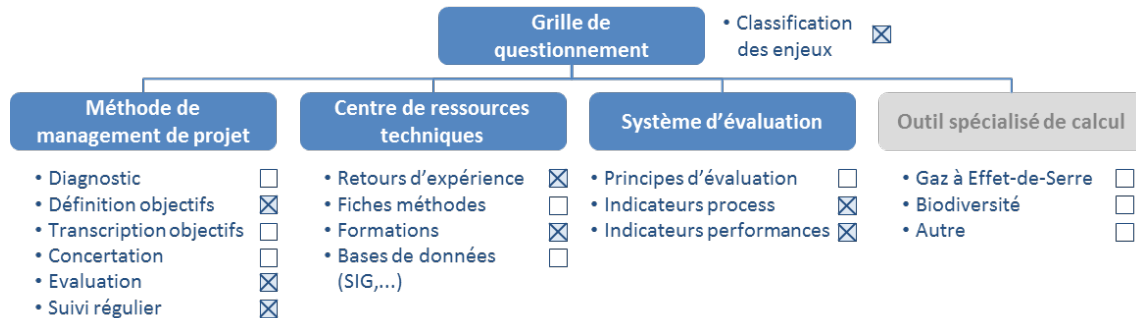 Grille de
questionnement
• Classification
des enjeux
Méthode de
management de projet
• Diagnostic
• Définition objectifs
• Transcription objectifs
• Concertation
• Evaluation
• Suivi régulier
Centre de ressources
techniques
• Retours d'expérience
• Fiches méthodes
• Formations
• Bases de données
(SIG,...)
Système d'évaluation
• Principes d'évaluation
• Indicateurs process
• Indicateurs performances
Outil spécialisé de calcul
• Gaz à Effet-de-Serre
• Biodiversité
• Autre